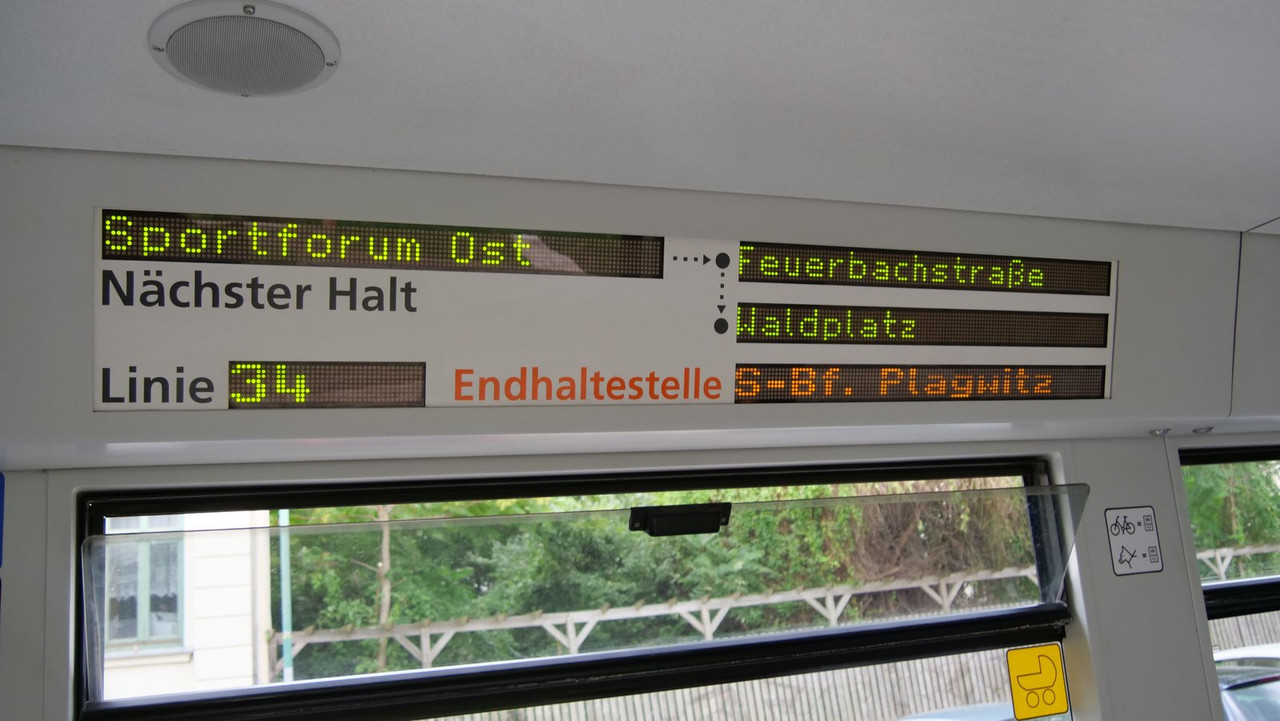 Sportforum Ost
Nächster Halt
Feuerbachstraße
Waldplatz
Linie 34
Endhaltestelle S-Bf. Plagwitz